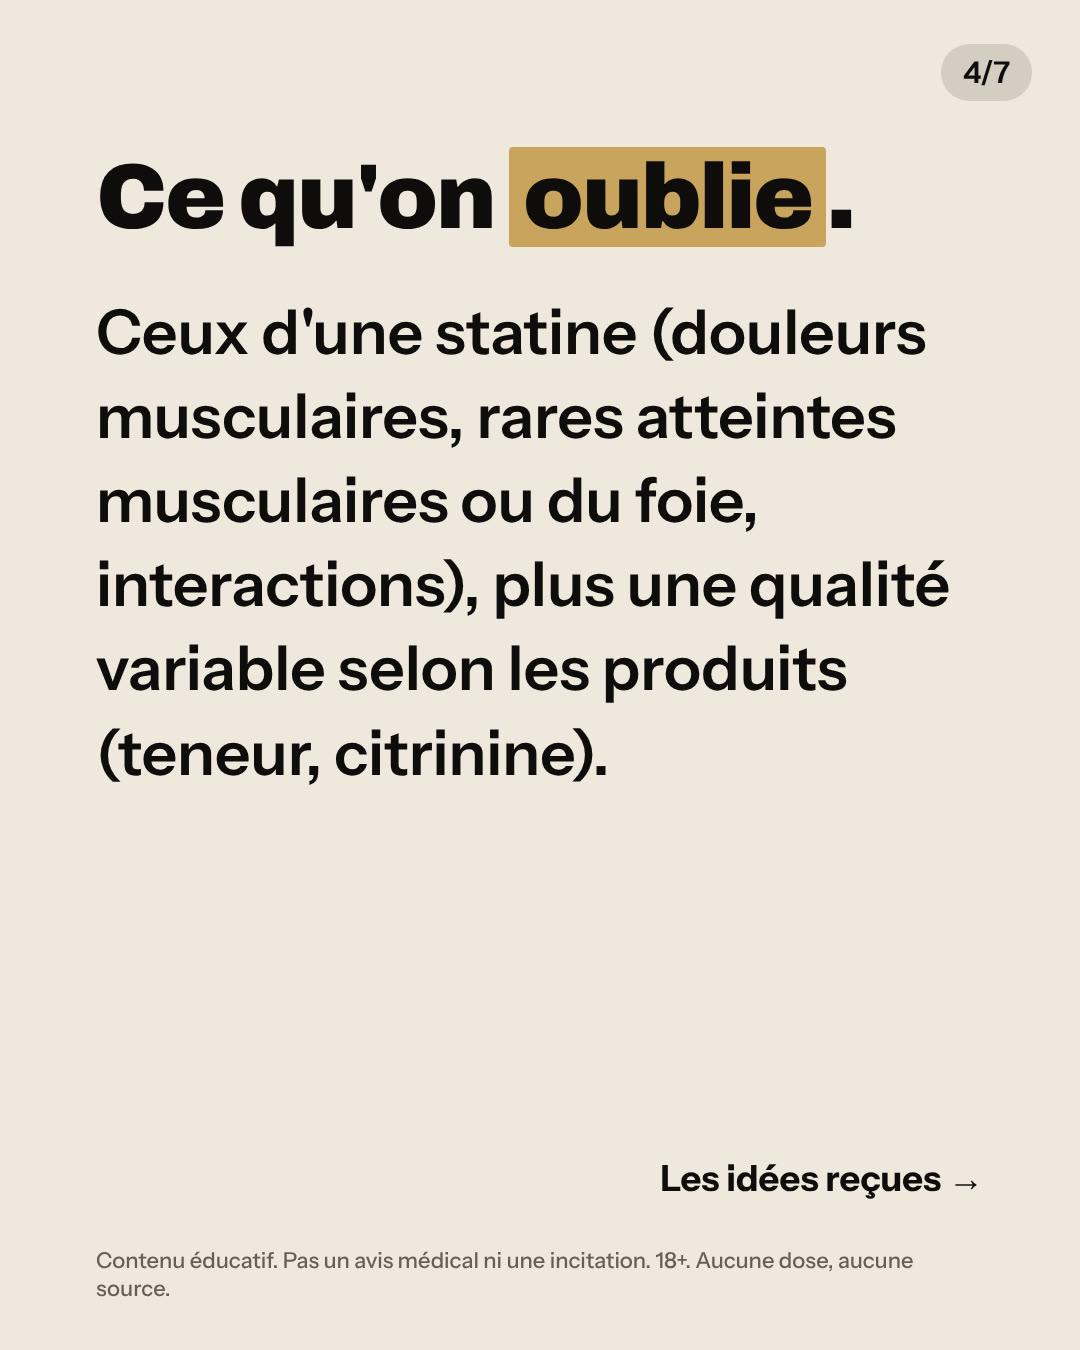 4/7
Ce qu'on oublie.
Ceux d'une statine (douleurs
musculaires, rares atteintes
musculaires ou du foie,
interactions), plus une qualité
variable selon les produits
(teneur, citrinine).
Les idées reçues →
Contenu éducatif. Pas un avis médical ni une incitation. 18+. Aucune dose, aucune
source.